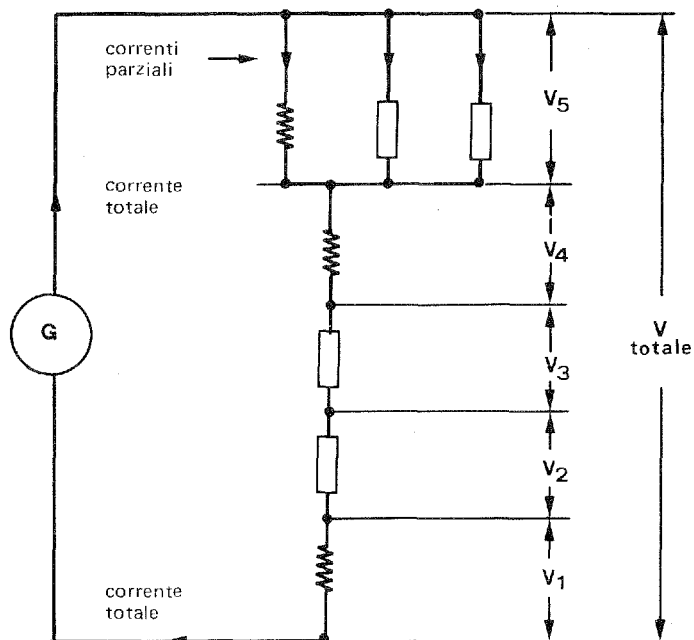 correnti
parziali
V5
corrente
totale
V4
G
V
totale
V3
V2
corrente
totale
V1